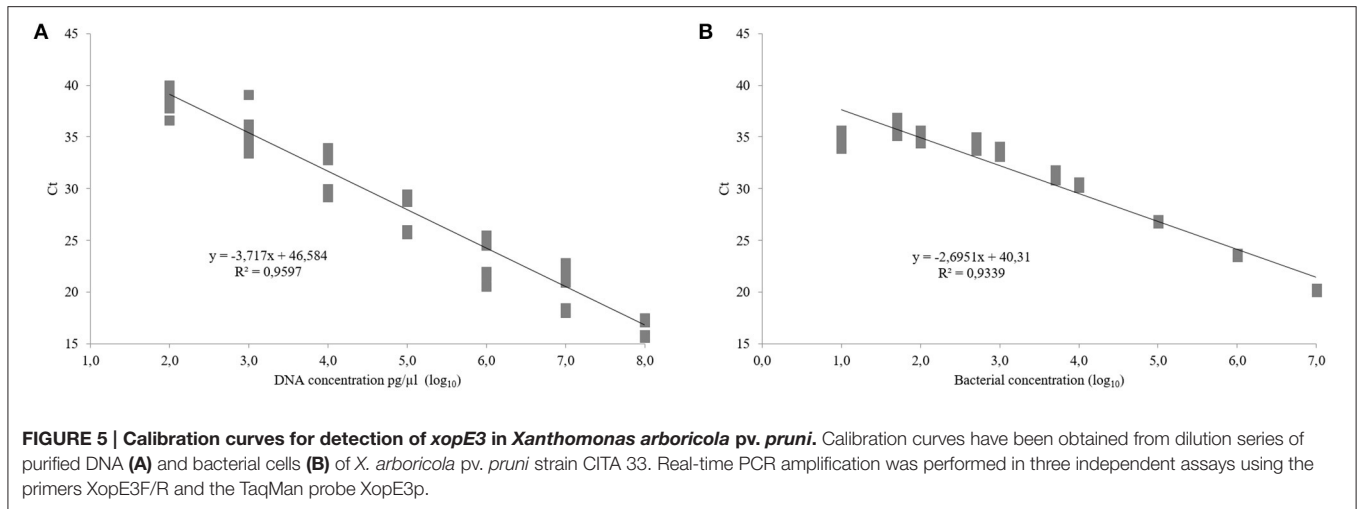 A
B
45
40
35
30
25
20
15
Ct
y = -3,717x + 46,584
R² = 0,9597
1,0 2,0 3,0 4,0 5,0 6,0 7,0 8,0
DNA concentration pg/µl (log₁₀)
45
40
35
30
25
20
15
Ct
y = -2,6951x + 40,31
R² = 0,9339
0,0 1,0 2,0 3,0 4,0 5,0 6,0 7,0
Bacterial concentration (log₁₀)
FIGURE 5 | Calibration curves for detection of xopE3 in Xanthomonas arboricola pv. pruni. Calibration curves have been obtained from dilution series of
purified DNA (A) and bacterial cells (B) of X. arboricola pv. pruni strain CITA 33. Real-time PCR amplification was performed in three independent assays using the
primers XopE3F/R and the TaqMan probe XopE3p.